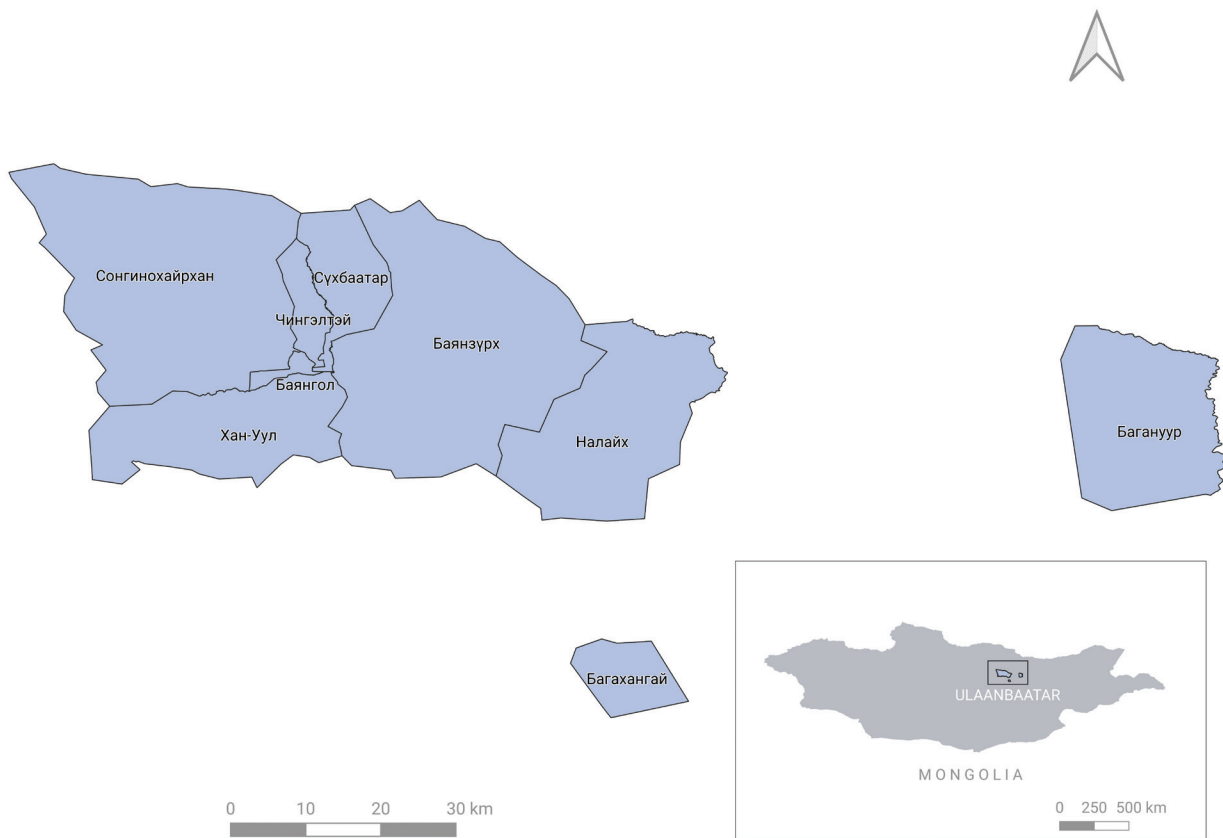 Сонгинохайрхан
Сүхбаатар
Чингэлтэй
Баянзүрх
Баянгол
Хан-Уул
Налайх
Багануур
Багахангай
ULAANBAATAR
MONGOLIA
0 250 500 km
0 10 20 30 km